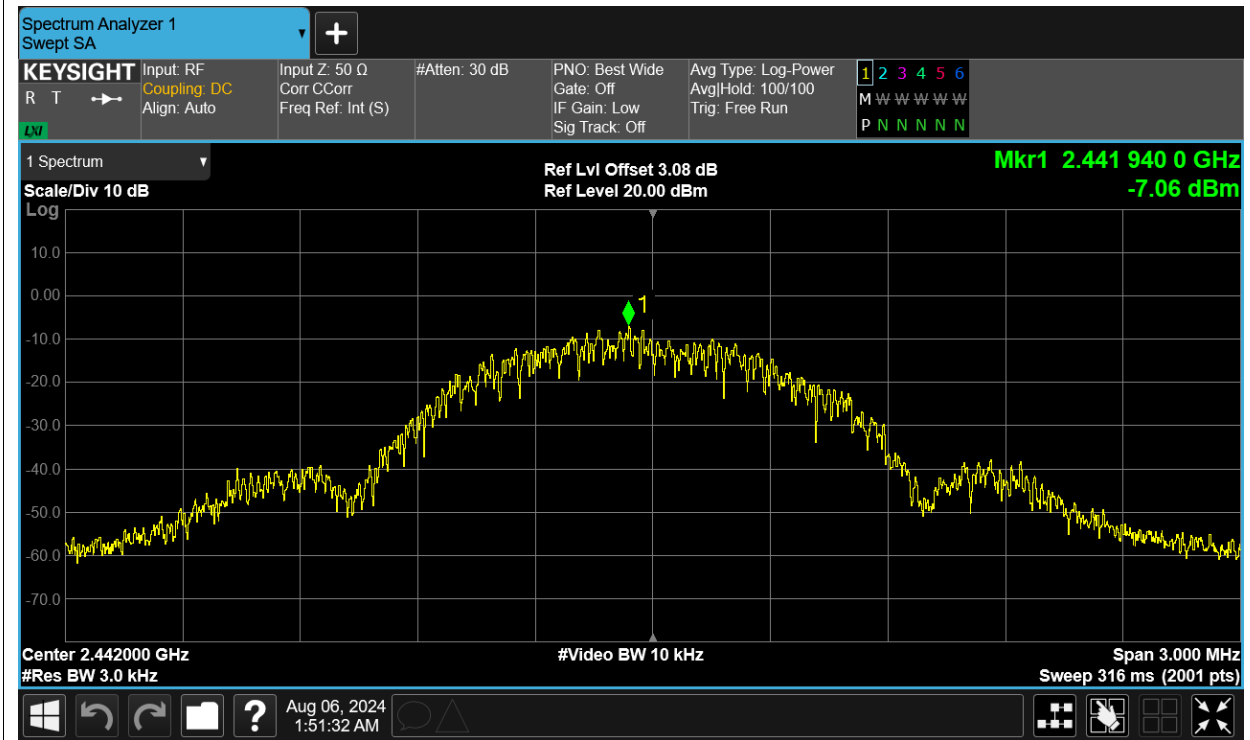 Spectrum Analyzer 1
Swept SA
+
KEYSIGHT
R T
LXI
Input: RF
Coupling: DC
Align: Auto
Input Z: 50 Ω
Corr CCorr
Freq Ref: Int (S)
#Atten: 30 dB
PNO: Best Wide
Gate: Off
IF Gain: Low
Sig Track: Off
Avg Type: Log-Power
Avg|Hold: 100/100
Trig: Free Run
1 2 3 4 5 6
M W W W W W
P N N N N N
1 Spectrum
Scale/Div 10 dB
Log
Ref Lvl Offset 3.08 dB
Ref Level 20.00 dBm
Mkr1 2.441 940 0 GHz
-7.06 dBm
10.0
0.00
-10.0
-20.0
-30.0
-40.0
-50.0
-60.0
-70.0
1
Center 2.442000 GHz
#Res BW 3.0 kHz
#Video BW 10 kHz
Span 3.000 MHz
Sweep 316 ms (2001 pts)
?
Aug 06, 2024
1:51:32 AM